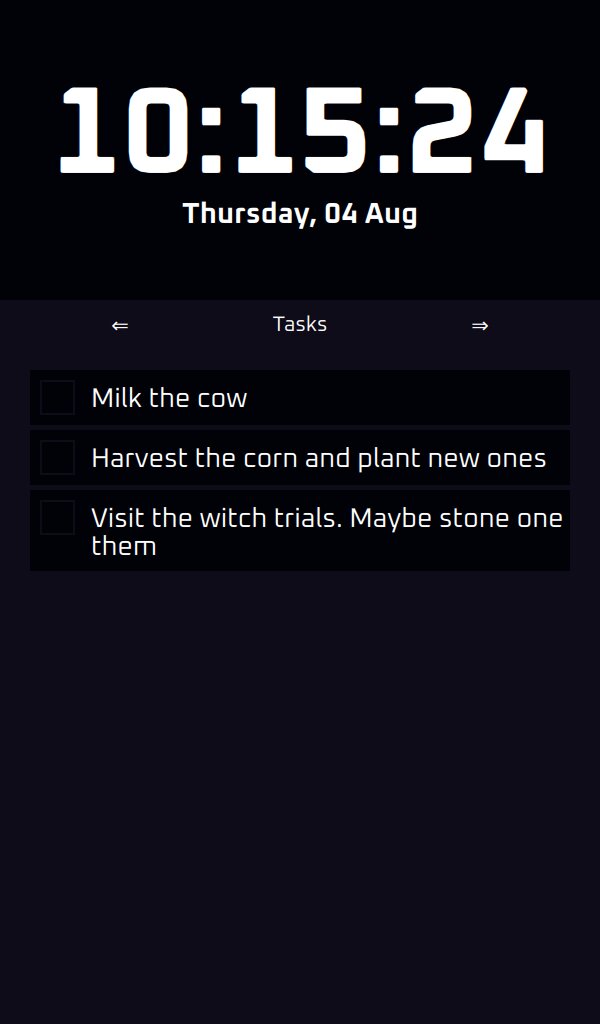 10:15:24
Thursday, 04 Aug
⇐ Tasks ⇒
Milk the cow
Harvest the corn and plant new ones
Visit the witch trials. Maybe stone one
them